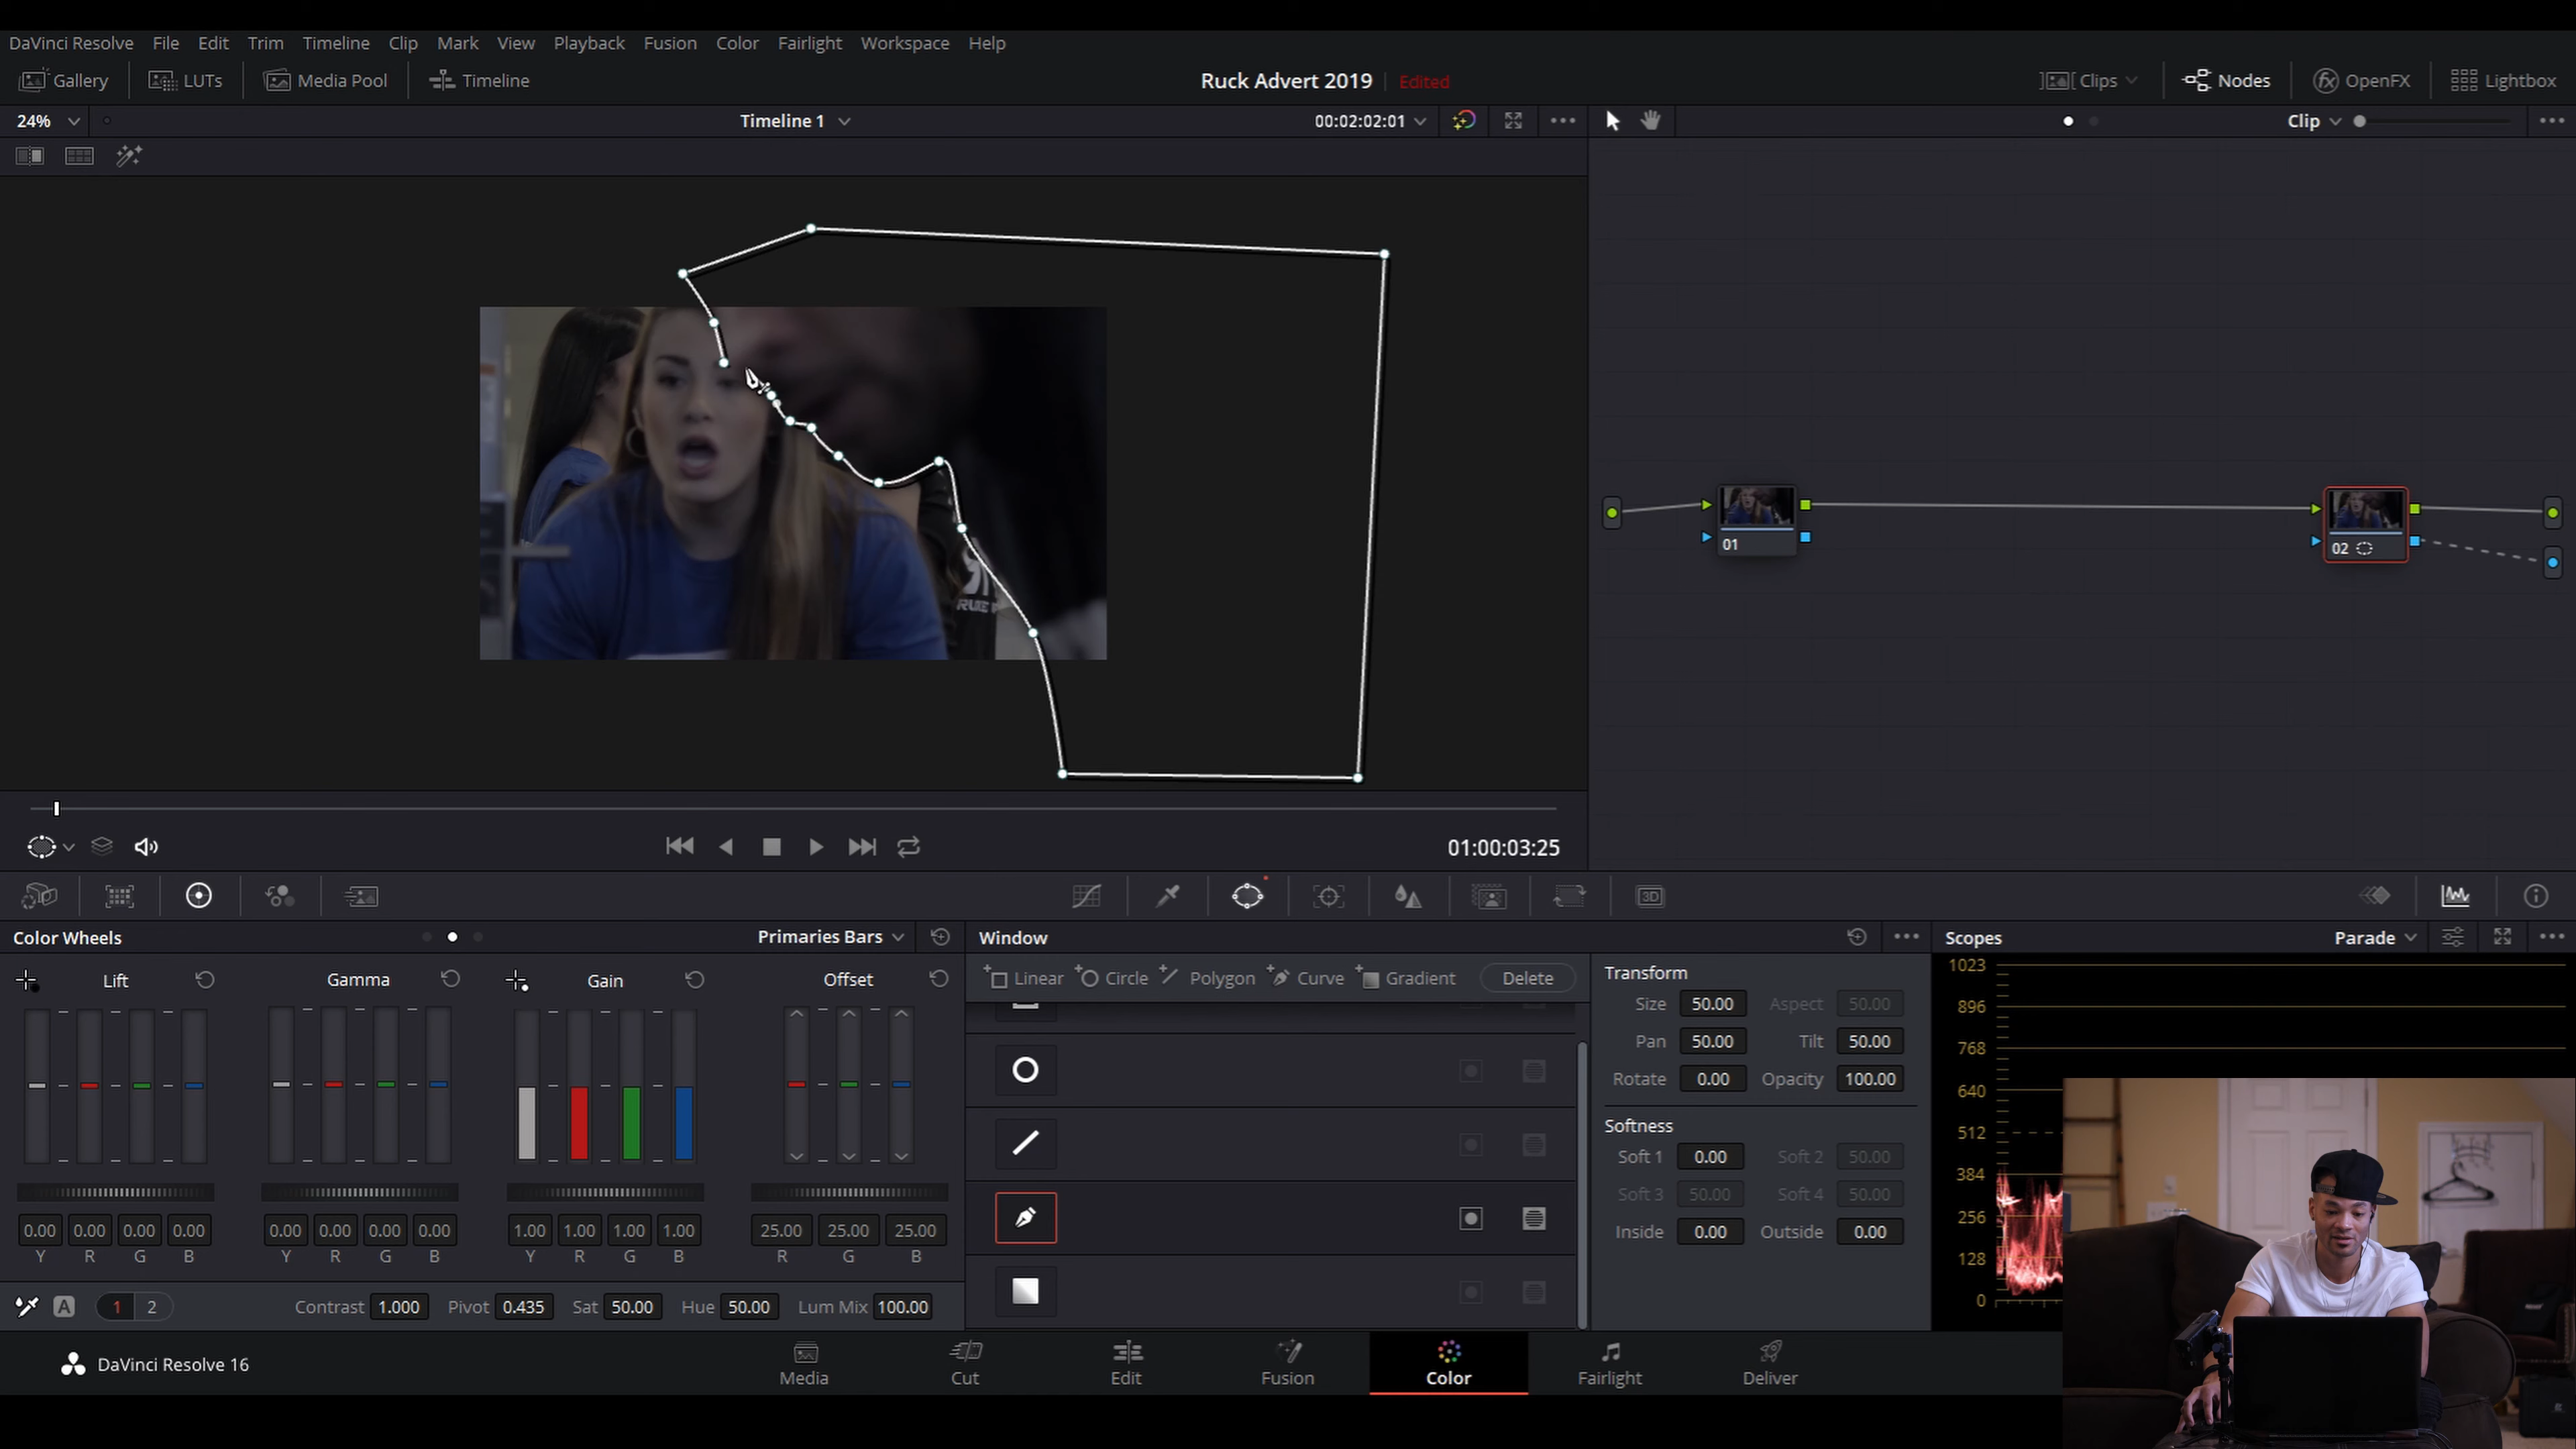 DaVinci Resolve File Edit Trim Timeline Clip Mark View Playback Fusion Color Fairlight Workspace Help
Gallery LUTs Media Pool Timeline Ruck Advert 2019 Edited Clips Nodes OpenFX Lightbox
24% Timeline 1 00:02:02:01 Clip
01
02
01:00:03:25
3D
Color Wheels Primaries Bars Window Scopes Parade
Lift Gamma Gain Offset
Linear Circle Polygon Curve Gradient Delete
Transform
Size 50.00 Aspect 50.00
Pan 50.00 Tilt 50.00
Rotate 0.00 Opacity 100.00
Softness
Soft 1 0.00 Soft 2 50.00
Soft 3 50.00 Soft 4 50.00
Inside 0.00 Outside 0.00
1023
896
768
640
512
384
256
128
0
0.00 0.00 0.00 0.00 0.00 0.00 0.00 0.00 1.00 1.00 1.00 1.00 25.00 25.00 25.00
Y R G B Y R G B Y R G B R G B
A 1 2 Contrast 1.000 Pivot 0.435 Sat 50.00 Hue 50.00 Lum Mix 100.00
DaVinci Resolve 16
Media Cut Edit Fusion Color Fairlight Deliver